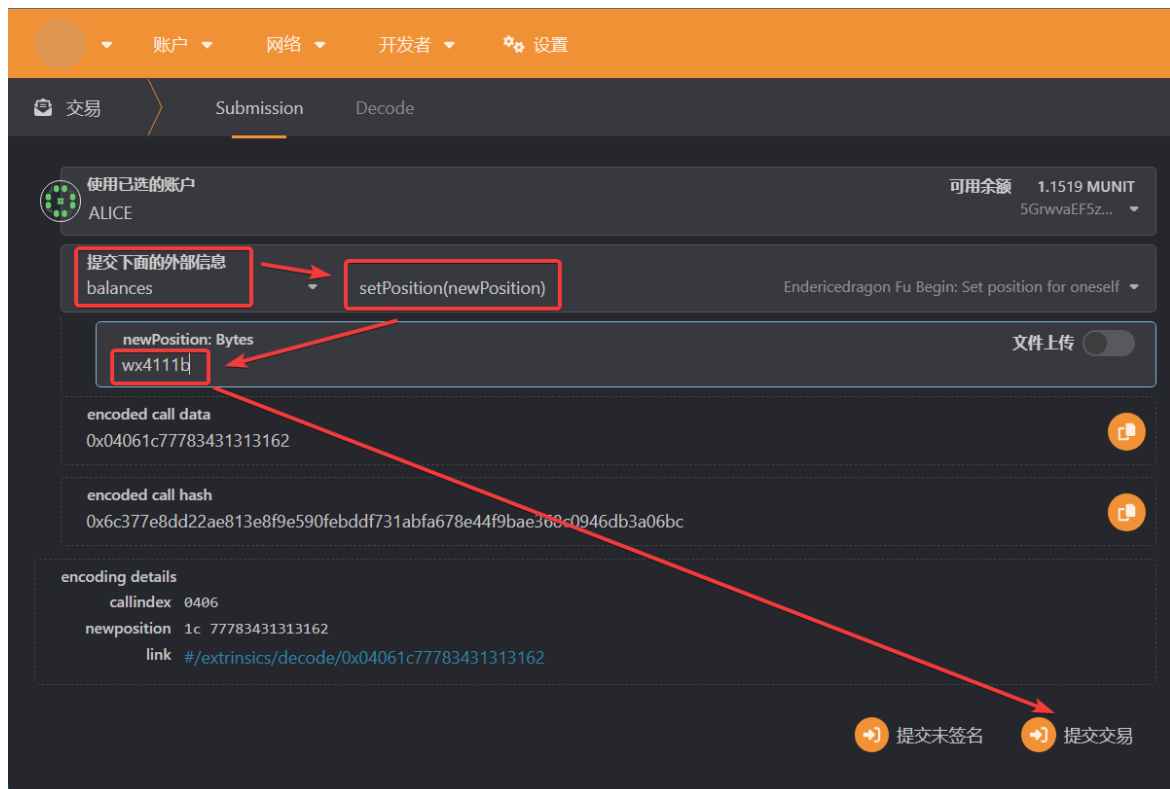 账户 网络 开发者 设置
交易 Submission Decode
使用已选的账户 可用余额 1.1519 MUNIT
ALICE 5GrwvaEF5z...
提交下面的外部信息
balances setPosition(newPosition) Endericedragon Fu Begin: Set position for oneself
newPosition: Bytes 文件上传
wx4111b
encoded call data
0x04061c77783431313162
encoded call hash
0x6c377e8dd22ae813e8f9e590febddf731abfa678e44f9bae368c0946db3a06bc
encoding details
callindex 0406
newposition 1c 77783431313162
link #/extrinsics/decode/0x04061c77783431313162
提交未签名 提交交易